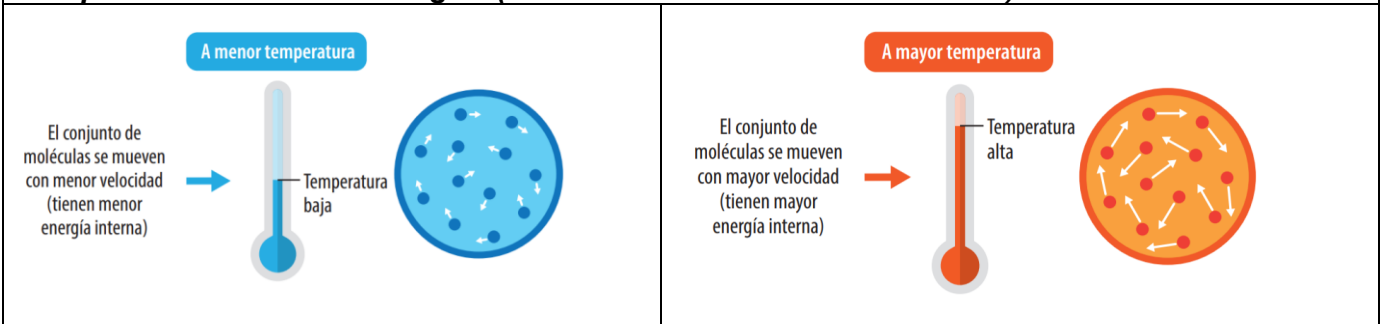 A menor temperatura
El conjunto de
moléculas se mueven
con menor velocidad
(tienen menor
energía interna)
Temperatura
baja
A mayor temperatura
El conjunto de
moléculas se mueven
con mayor velocidad
(tienen mayor
energía interna)
Temperatura
alta